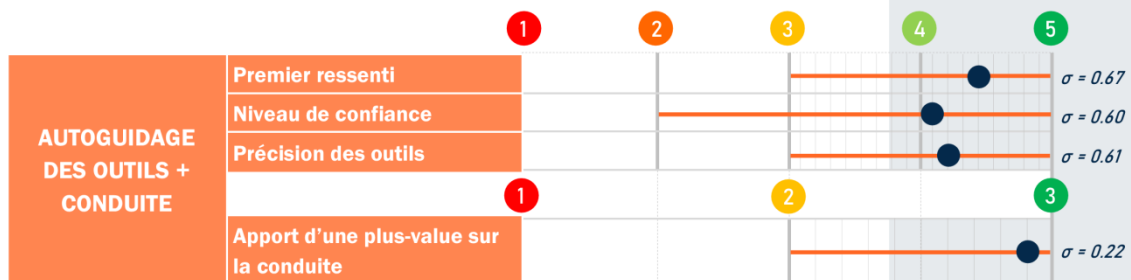 1 2 3 4 5
AUTOGUIDAGE
DES OUTILS +
CONDUITE
Premier ressenti
σ = 0.67
Niveau de confiance
σ = 0.60
Précision des outils
σ = 0.61
1 2 3
Apport d'une plus-value sur
la conduite
σ = 0.22